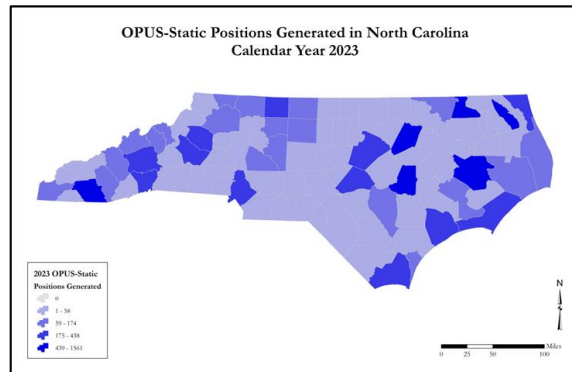 OPUS-Static Positions Generated in North Carolina
Calendar Year 2023
2023 OPUS-Static
Positions Generated
0
1 - 58
59 - 174
175 - 438
439 - 1561
N
Miles
0 25 50 100